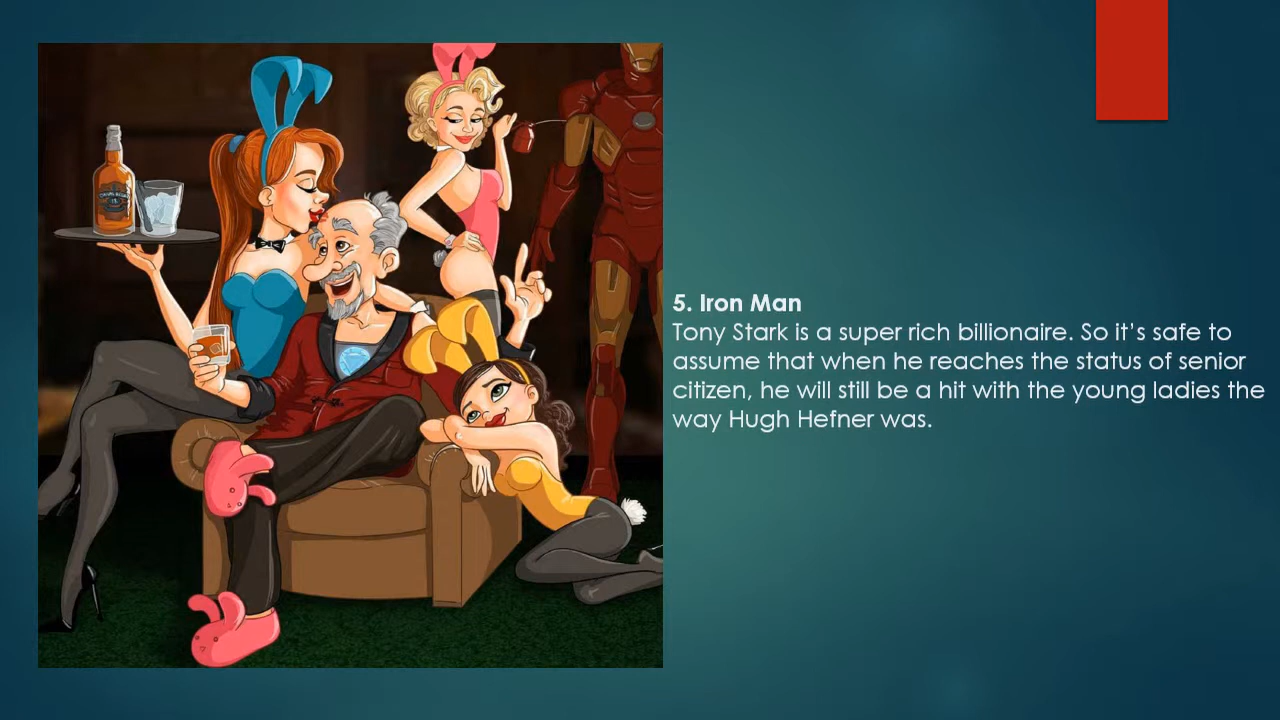 5. Iron Man
Tony Stark is a super rich billionaire. So it’s safe to
assume that when he reaches the status of senior
citizen, he will still be a hit with the young ladies the
way Hugh Hefner was.